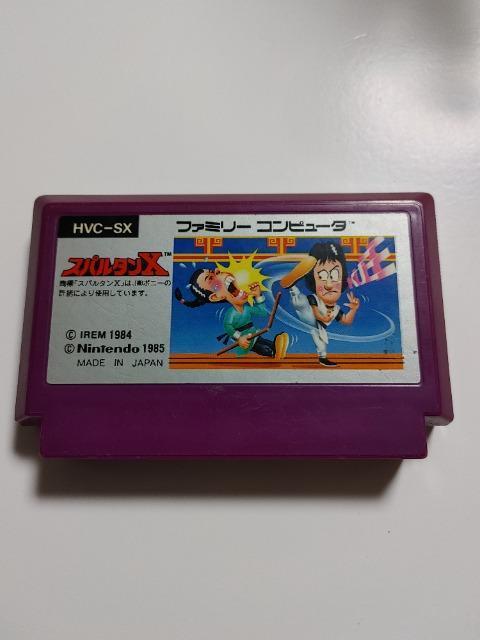 HVC-SX
ファミリー コンピュータ™
スパルタンX™
商標「スパルタンX」は、(株)ポニーの
許諾により使用しています。
© IREM 1984
© Nintendo 1985
MADE IN JAPAN